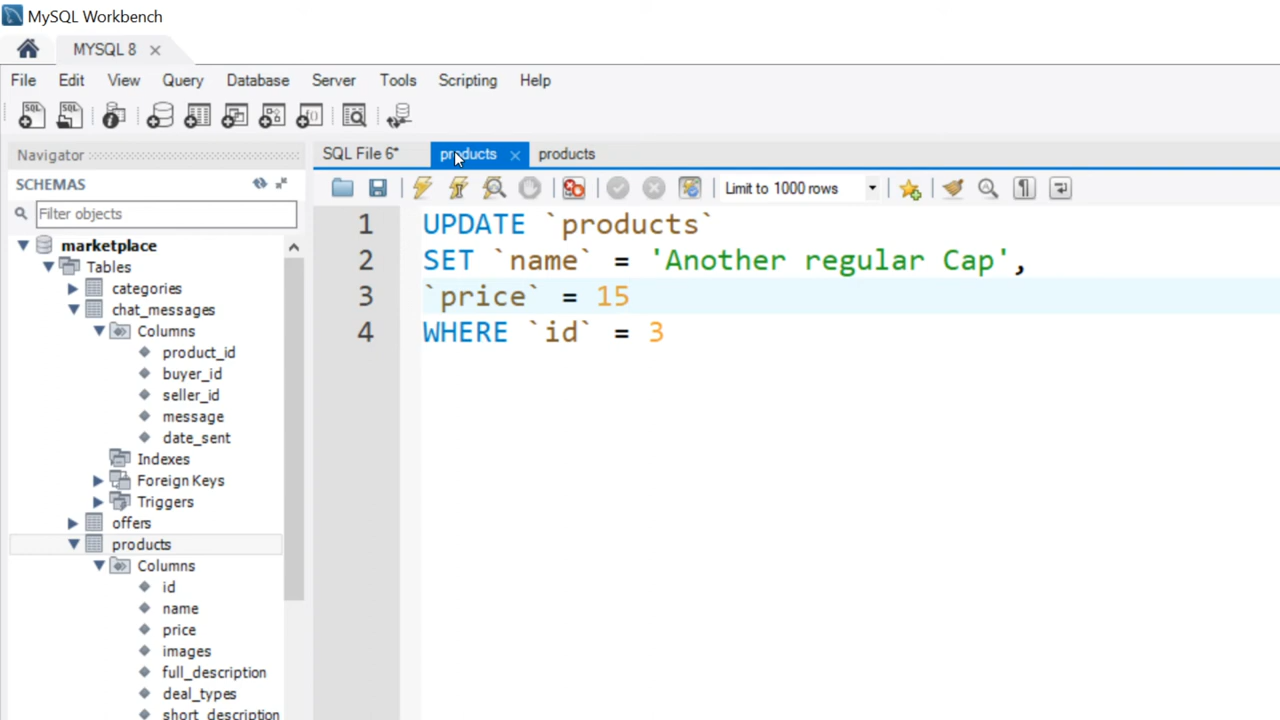 MySQL Workbench
MYSQL 8
File Edit View Query Database Server Tools Scripting Help
Navigator
SQL File 6* products products
SCHEMAS
Limit to 1000 rows
Filter objects
marketplace
Tables
categories
chat_messages
Columns
product_id
buyer_id
seller_id
message
date_sent
Indexes
Foreign Keys
Triggers
offers
products
Columns
id
name
price
images
full_description
deal_types
short_description
1 UPDATE `products`
2 SET `name` = 'Another regular Cap',
3 `price` = 15
4 WHERE `id` = 3